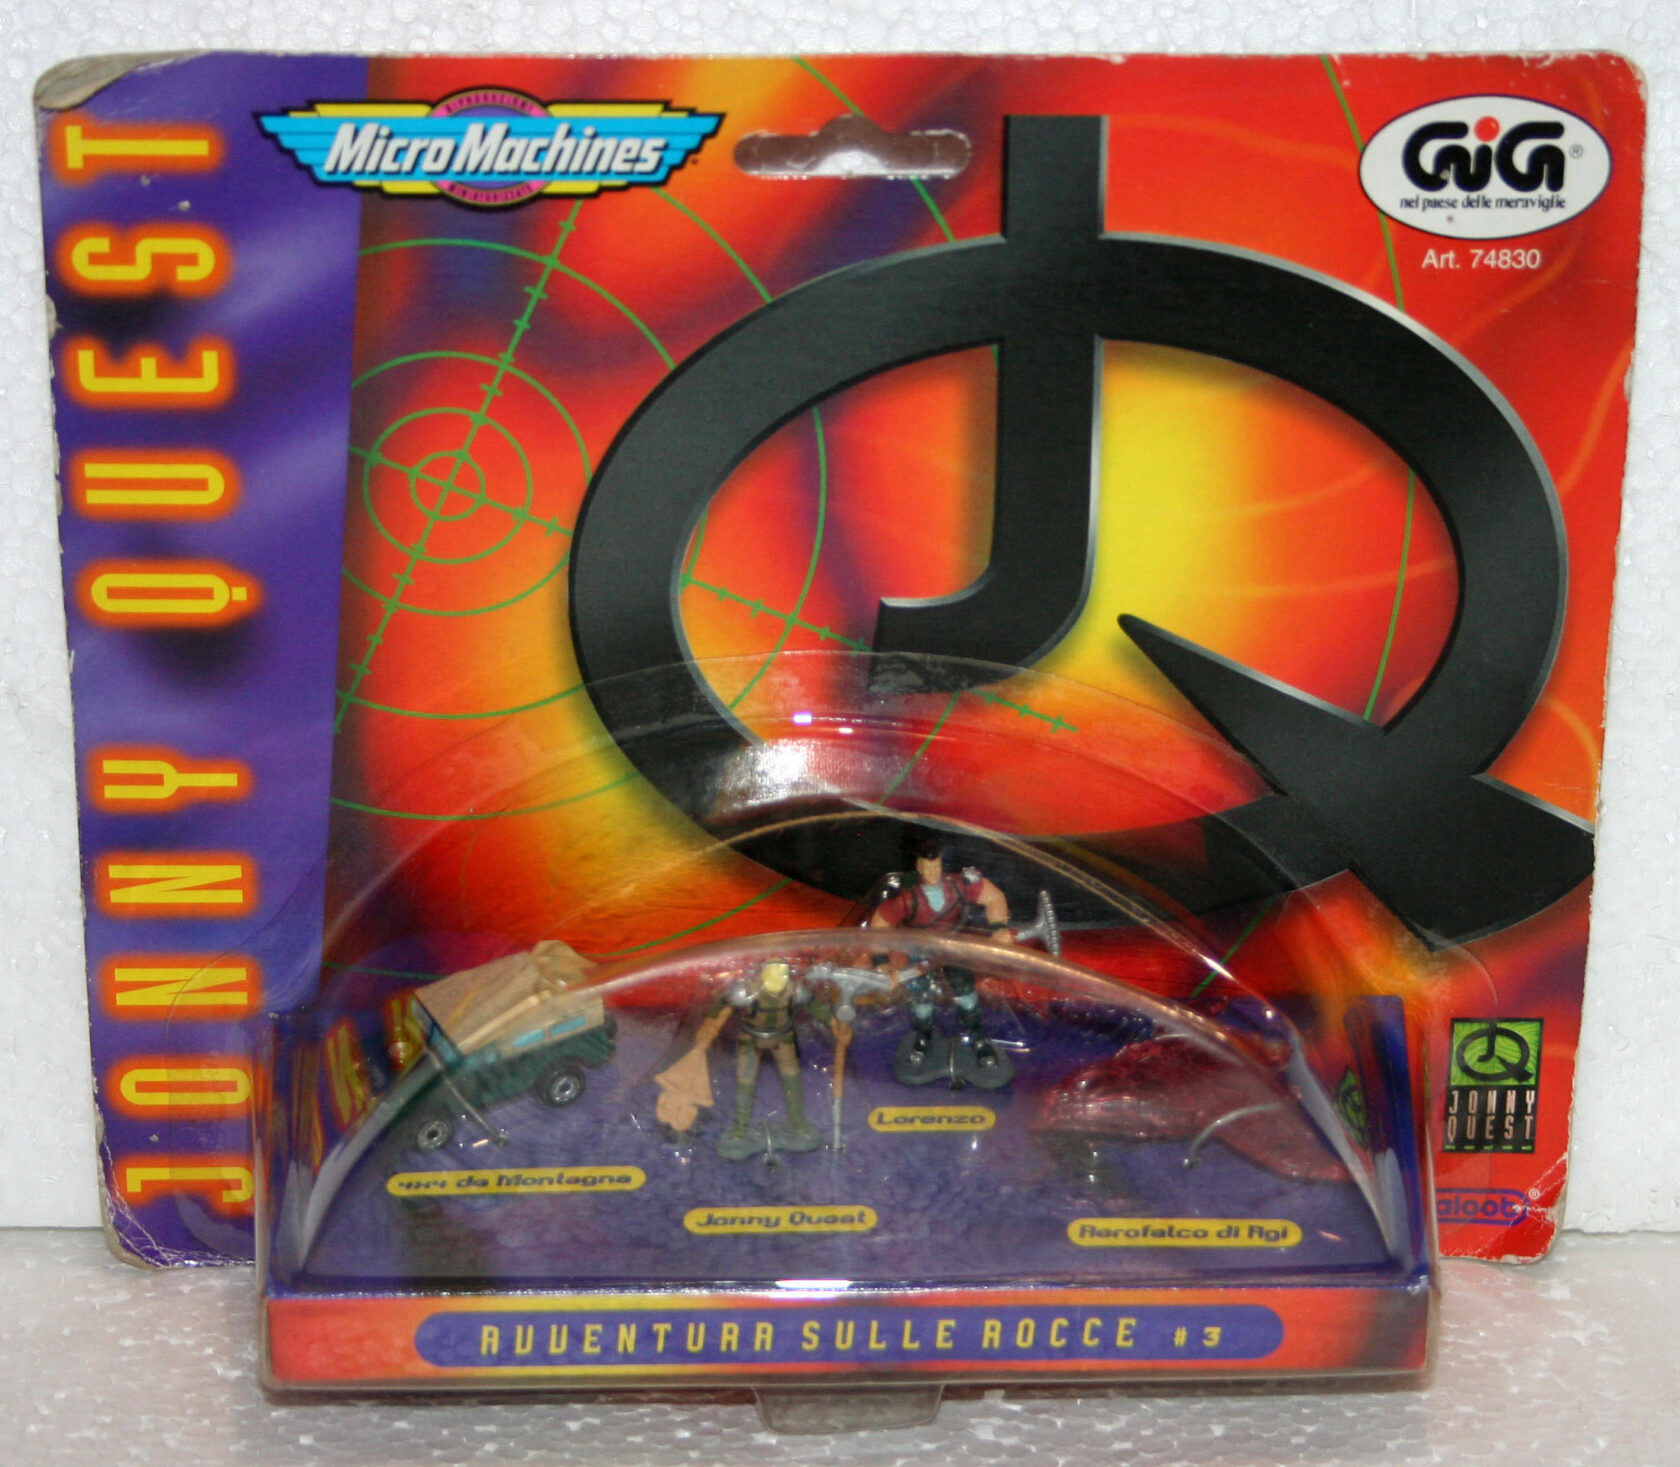 JONNY QUEST
Micro Machines
GiG®
nel paese delle meraviglie
Art. 74830
JONNY
QUEST
Lorenzo
4x4 da Montagna
Jonny Quest
Aerofalco di Agi
AVVENTURA SULLE ROCCE # 3